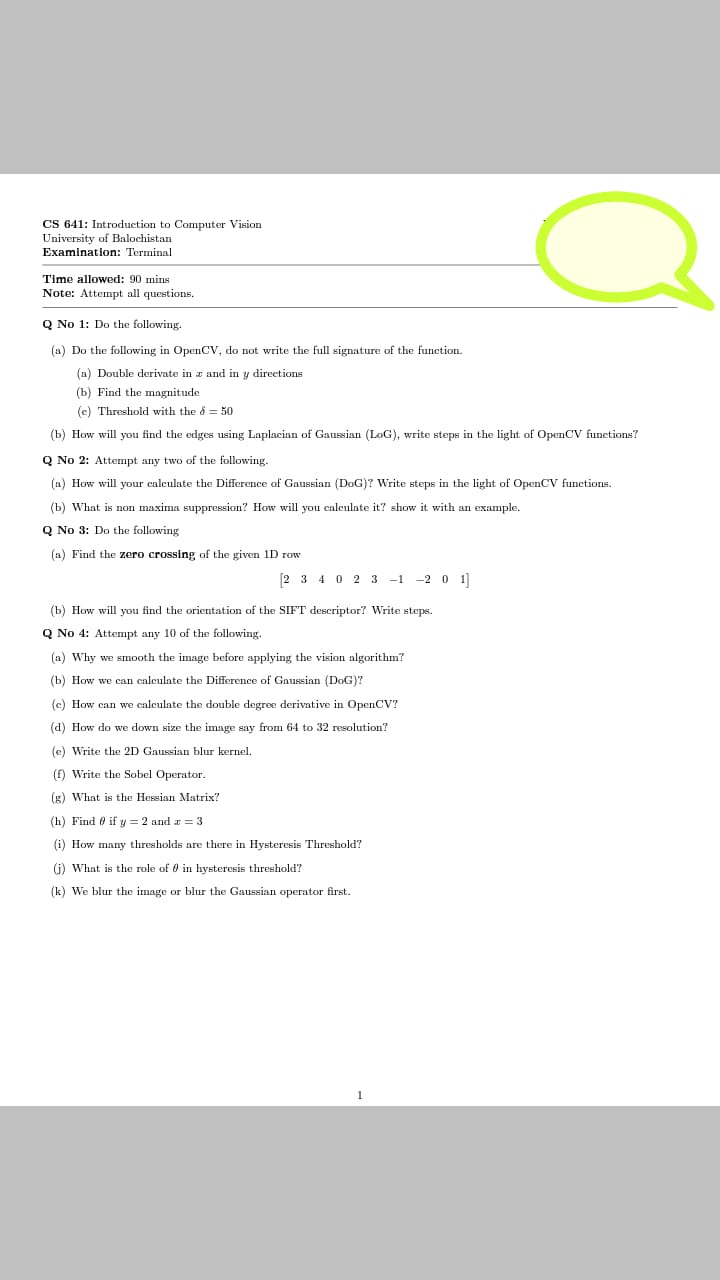 CS 641: Introduction to Computer Vision
University of Balochistan
Examination: Terminal
Time allowed: 90 mins
Note: Attempt all questions.
Q No 1: Do the following.
(a) Do the following in OpenCV, do not write the full signature of the function.
(a) Double derivate in x and in y directions
(b) Find the magnitude
(c) Threshold with the δ = 50
(b) How will you find the edges using Laplacian of Gaussian (LoG), write steps in the light of OpenCV functions?
Q No 2: Attempt any two of the following.
(a) How will your calculate the Difference of Gaussian (DoG)? Write steps in the light of OpenCV functions.
(b) What is non maxima suppression? How will you calculate it? show it with an example.
Q No 3: Do the following
(a) Find the zero crossing of the given 1D row
[2 3 4 0 2 3 −1 −2 0 1]
(b) How will you find the orientation of the SIFT descriptor? Write steps.
Q No 4: Attempt any 10 of the following.
(a) Why we smooth the image before applying the vision algorithm?
(b) How we can calculate the Difference of Gaussian (DoG)?
(c) How can we calculate the double degree derivative in OpenCV?
(d) How do we down size the image say from 64 to 32 resolution?
(e) Write the 2D Gaussian blur kernel.
(f) Write the Sobel Operator.
(g) What is the Hessian Matrix?
(h) Find θ if y = 2 and x = 3
(i) How many thresholds are there in Hysteresis Threshold?
(j) What is the role of θ in hysteresis threshold?
(k) We blur the image or blur the Gaussian operator first.
1